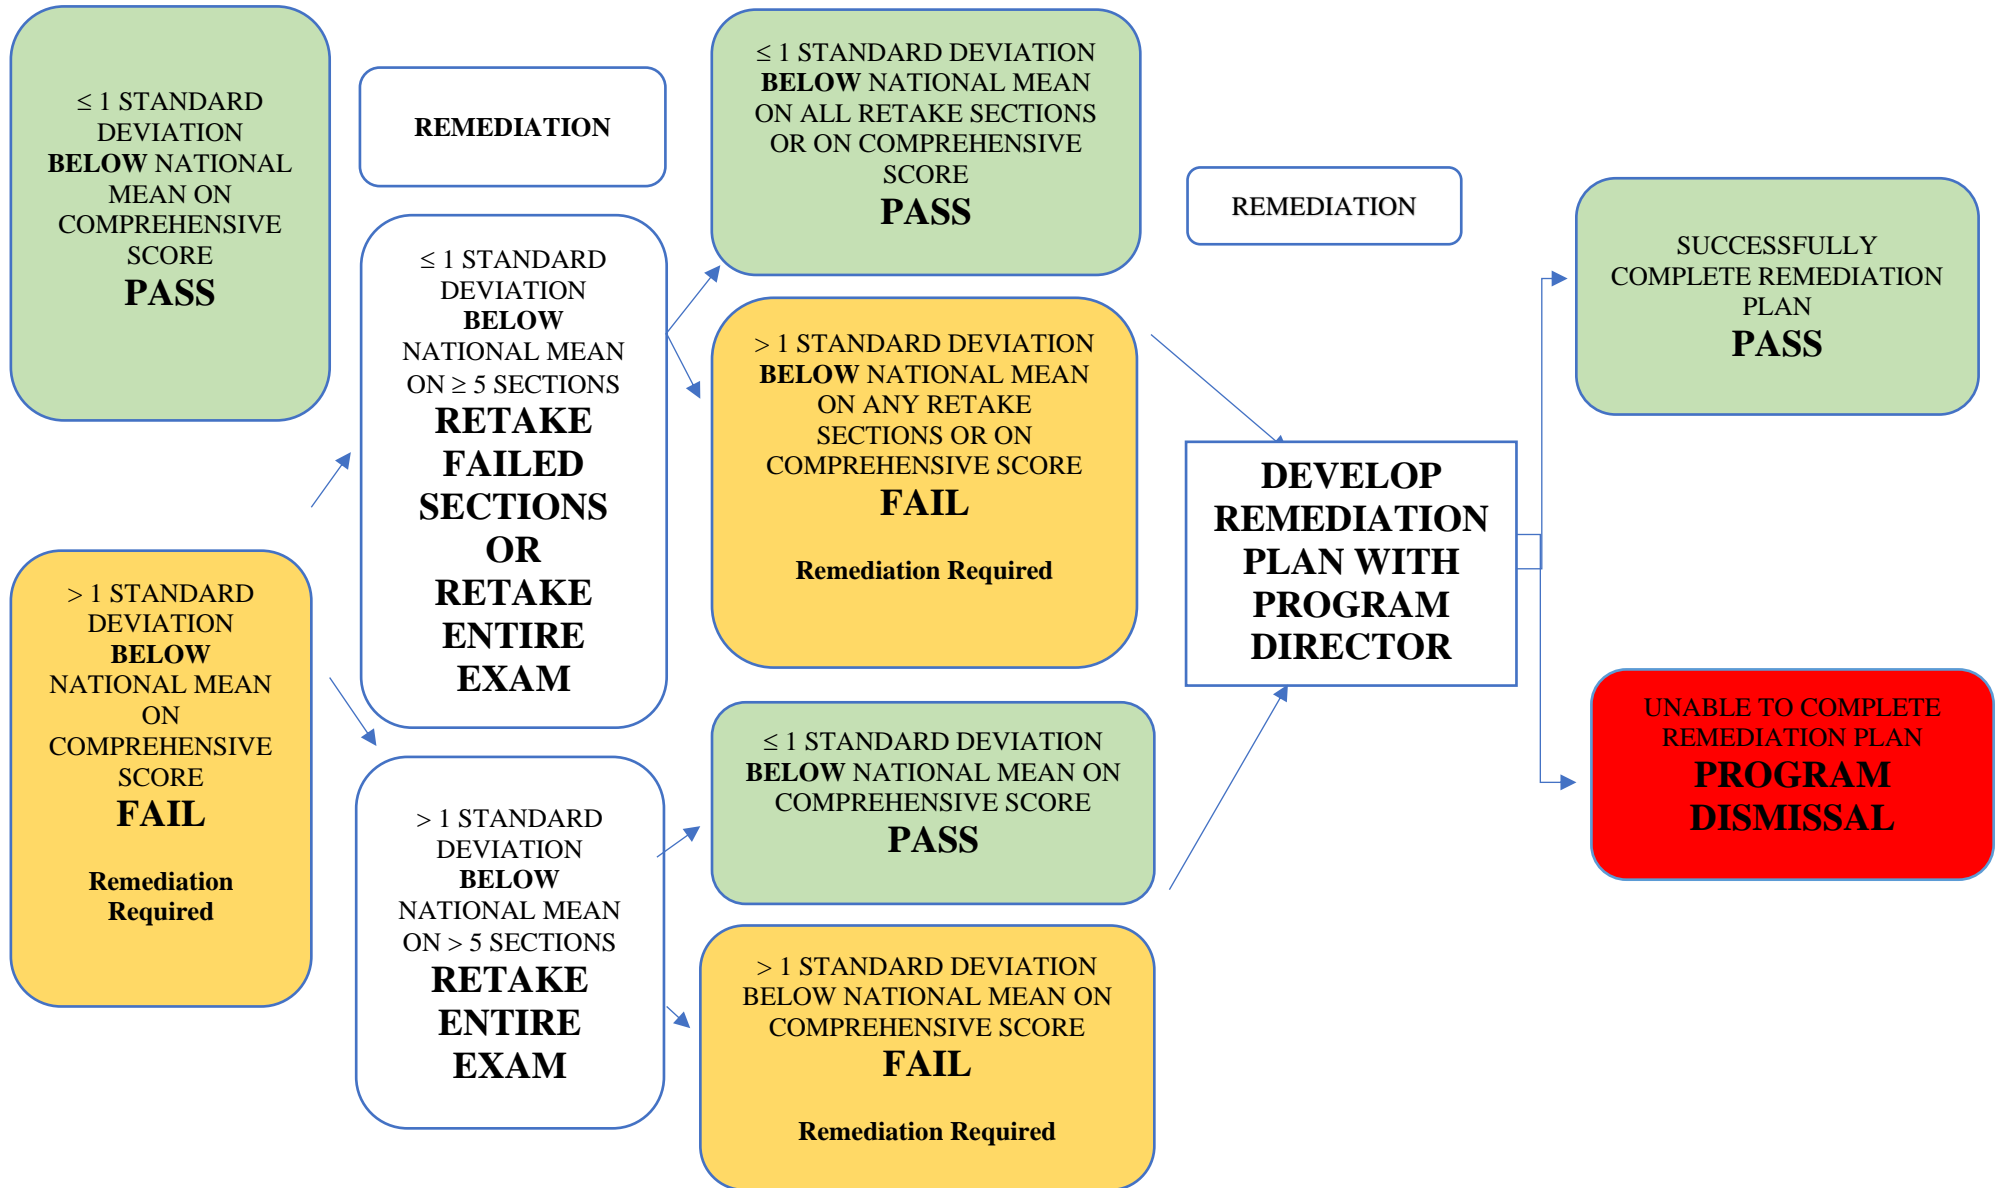 ≤ 1 STANDARD
DEVIATION
BELOW NATIONAL
MEAN ON
COMPREHENSIVE
SCORE
PASS
> 1 STANDARD
DEVIATION
BELOW
NATIONAL MEAN
ON
COMPREHENSIVE
SCORE
FAIL
Remediation
Required
REMEDIATION
≤ 1 STANDARD
DEVIATION
BELOW
NATIONAL MEAN
ON ≥ 5 SECTIONS
RETAKE
FAILED
SECTIONS
OR
RETAKE
ENTIRE
EXAM
> 1 STANDARD
DEVIATION
BELOW
NATIONAL MEAN
ON > 5 SECTIONS
RETAKE
ENTIRE
EXAM
≤ 1 STANDARD DEVIATION
BELOW NATIONAL MEAN
ON ALL RETAKE SECTIONS
OR ON COMPREHENSIVE
SCORE
PASS
> 1 STANDARD DEVIATION
BELOW NATIONAL MEAN
ON ANY RETAKE
SECTIONS OR ON
COMPREHENSIVE SCORE
FAIL
Remediation Required
≤ 1 STANDARD DEVIATION
BELOW NATIONAL MEAN ON
COMPREHENSIVE SCORE
PASS
> 1 STANDARD DEVIATION
BELOW NATIONAL MEAN ON
COMPREHENSIVE SCORE
FAIL
Remediation Required
REMEDIATION
DEVELOP
REMEDIATION
PLAN WITH
PROGRAM
DIRECTOR
SUCCESSFULLY
COMPLETE REMEDIATION
PLAN
PASS
UNABLE TO COMPLETE
REMEDIATION PLAN
PROGRAM
DISMISSAL